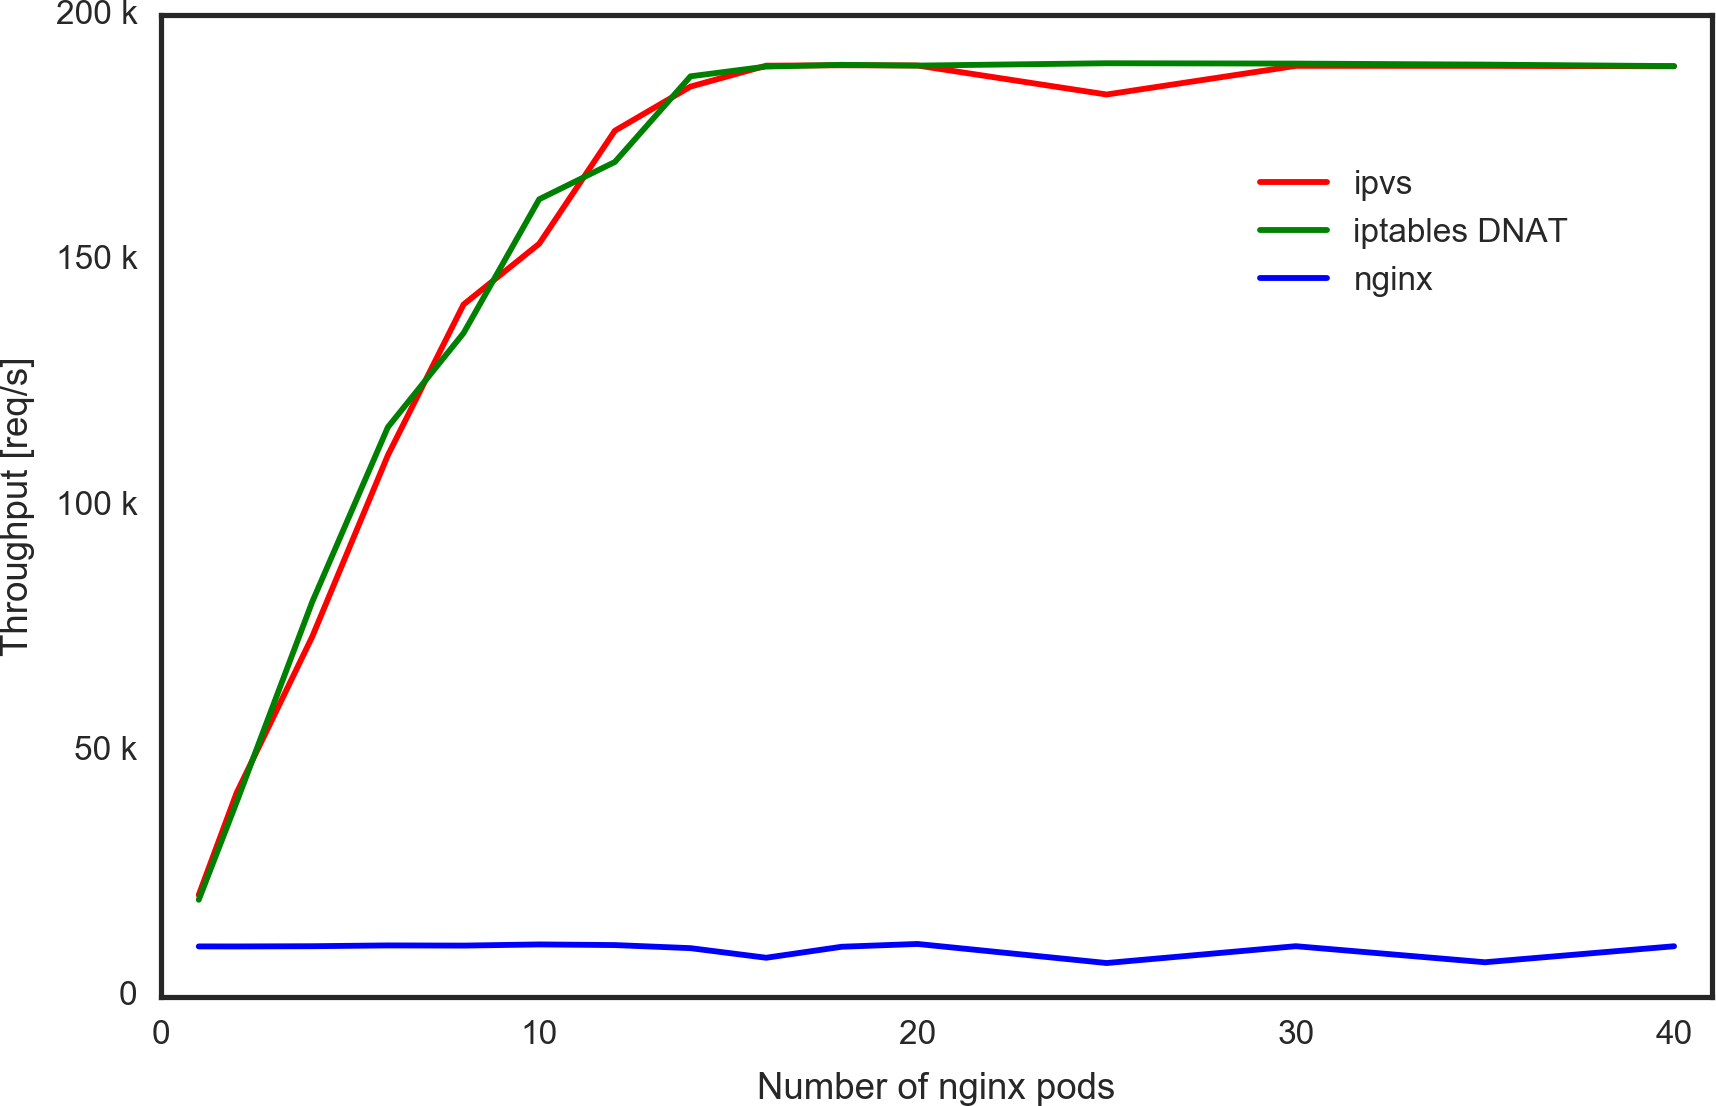 200 k
150 k
100 k
50 k
0
Throughput [req/s]
ipvs
iptables DNAT
nginx
0 10 20 30 40
Number of nginx pods